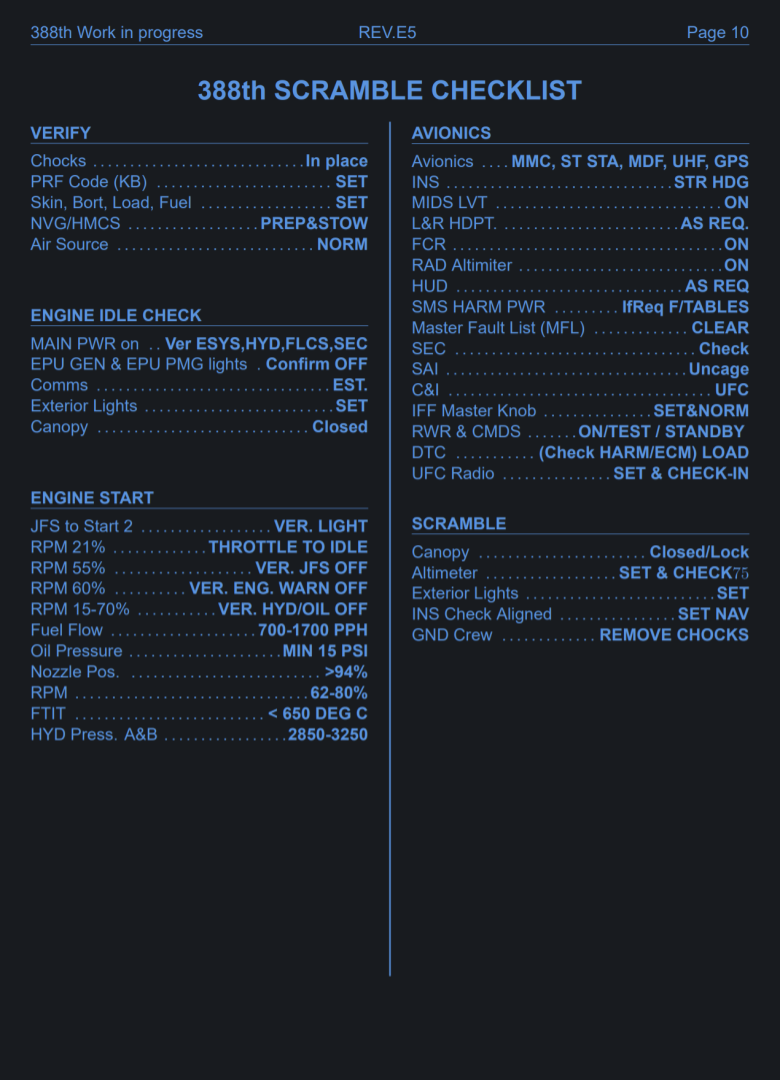 388th Work in progress REV.E5 Page 10
388th SCRAMBLE CHECKLIST
VERIFY
Chocks ............................ In place
PRF Code (KB) ........................ SET
Skin, Bort, Load, Fuel .................. SET
NVG/HMCS .................. PREP&STOW
Air Source ........................... NORM
ENGINE IDLE CHECK
MAIN PWR on .. Ver ESYS,HYD,FLCS,SEC
EPU GEN & EPU PMG lights . Confirm OFF
Comms ................................ EST.
Exterior Lights .......................... SET
Canopy ............................. Closed
ENGINE START
JFS to Start 2 .................. VER. LIGHT
RPM 21% ............. THROTTLE TO IDLE
RPM 55% ................... VER. JFS OFF
RPM 60% .......... VER. ENG. WARN OFF
RPM 15-70% ........... VER. HYD/OIL OFF
Fuel Flow .................... 700-1700 PPH
Oil Pressure ..................... MIN 15 PSI
Nozzle Pos. .......................... >94%
RPM ................................ 62-80%
FTIT .......................... < 650 DEG C
HYD Press. A&B ................. 2850-3250
AVIONICS
Avionics .... MMC, ST STA, MDF, UHF, GPS
INS ............................... STR HDG
MIDS LVT ............................... ON
L&R HDPT. ........................ AS REQ.
FCR ..................................... ON
RAD Altimiter ............................ ON
HUD ............................... AS REQ
SMS HARM PWR ......... IfReq F/TABLES
Master Fault List (MFL) ............. CLEAR
SEC ................................. Check
SAI ................................. Uncage
C&I .................................... UFC
IFF Master Knob ............... SET&NORM
RWR & CMDS ....... ON/TEST / STANDBY
DTC ........... (Check HARM/ECM) LOAD
UFC Radio ............... SET & CHECK-IN
SCRAMBLE
Canopy ....................... Closed/Lock
Altimeter .................. SET & CHECK75
Exterior Lights .......................... SET
INS Check Aligned ................ SET NAV
GND Crew ............. REMOVE CHOCKS